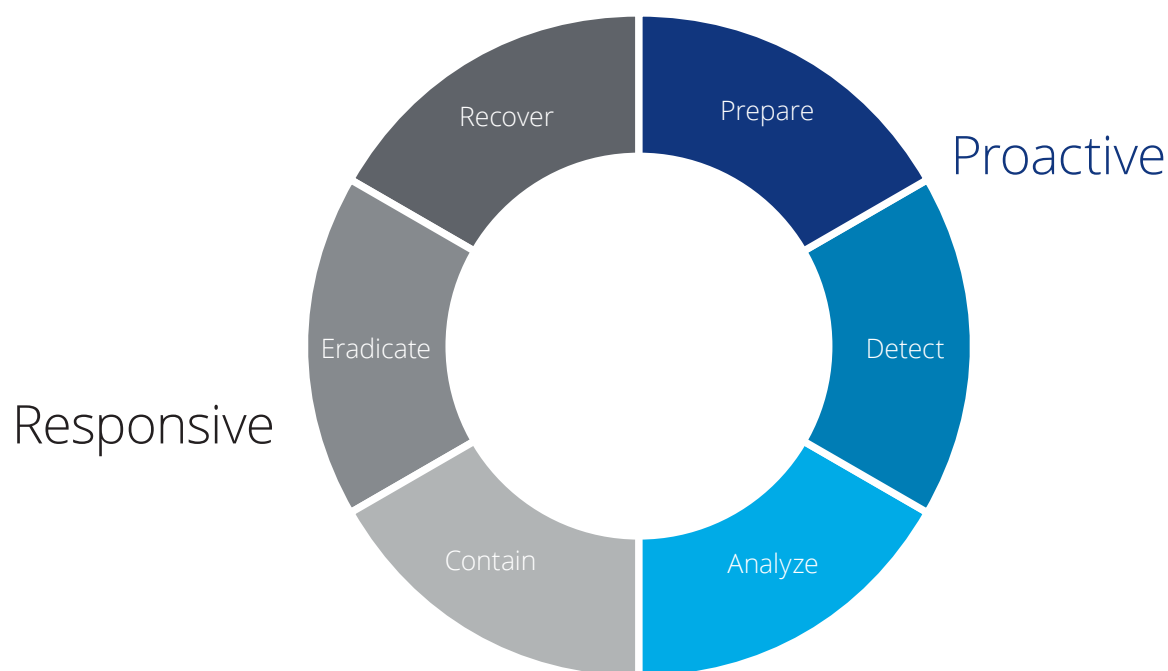 Recover
Prepare
Proactive
Eradicate
Detect
Responsive
Contain
Analyze